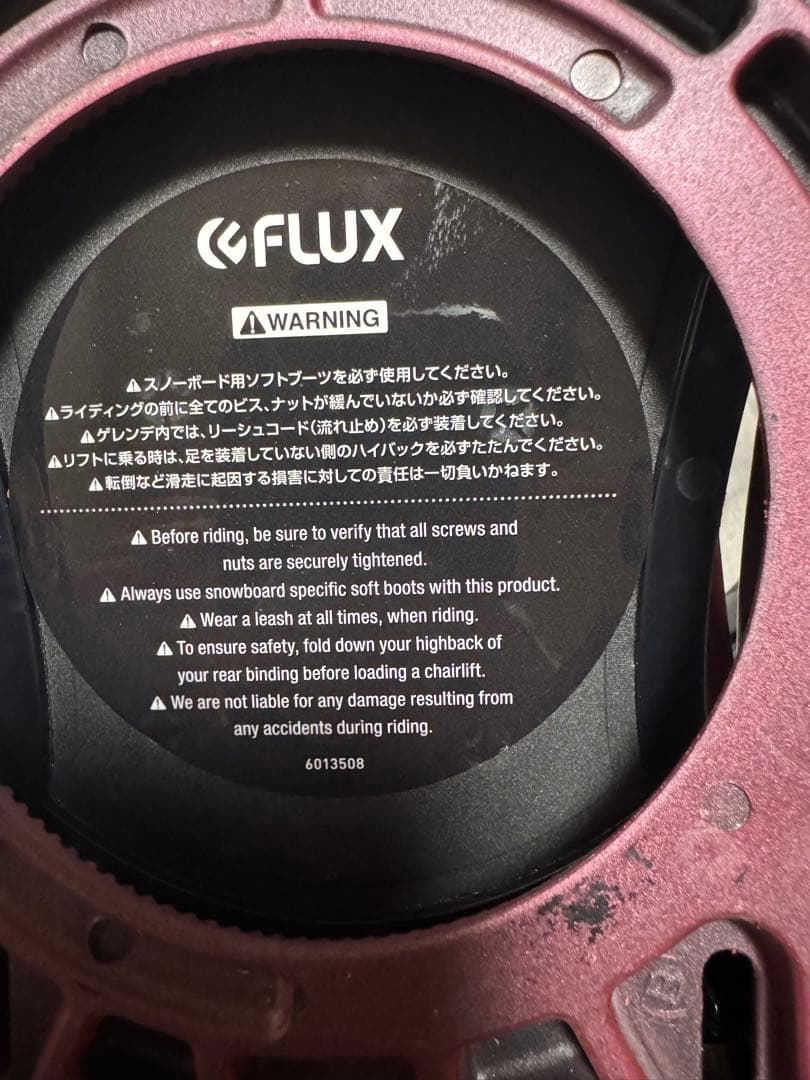 FLUX
⚠WARNING
⚠スノーボード用ソフトブーツを必ず使用してください。
⚠ライディングの前に全てのビス、ナットが緩んでいないか必ず確認してください。
⚠ゲレンデ内では、リーシュコード(流れ止め)を必ず装着してください。
⚠リフトに乗る時は、足を装着していない側のハイバックを必ずたたんでください。
⚠転倒など滑走に起因する損害に対しての責任は一切負いかねます。
⚠ Before riding, be sure to verify that all screws and
nuts are securely tightened.
⚠ Always use snowboard specific soft boots with this product.
⚠ Wear a leash at all times, when riding.
⚠ To ensure safety, fold down your highback of
your rear binding before loading a chairlift.
⚠ We are not liable for any damage resulting from
any accidents during riding.
6013508
B